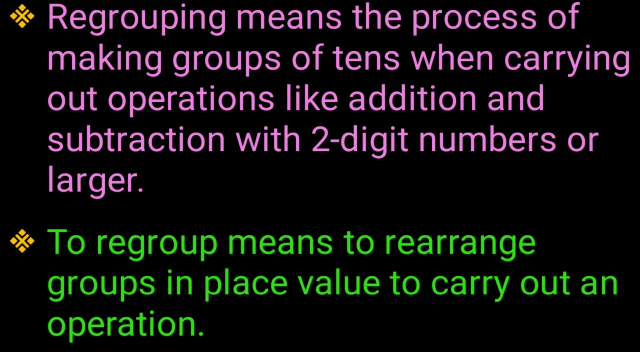 ❖ Regrouping means the process of
making groups of tens when carrying
out operations like addition and
subtraction with 2-digit numbers or
larger.
❖ To regroup means to rearrange
groups in place value to carry out an
operation.